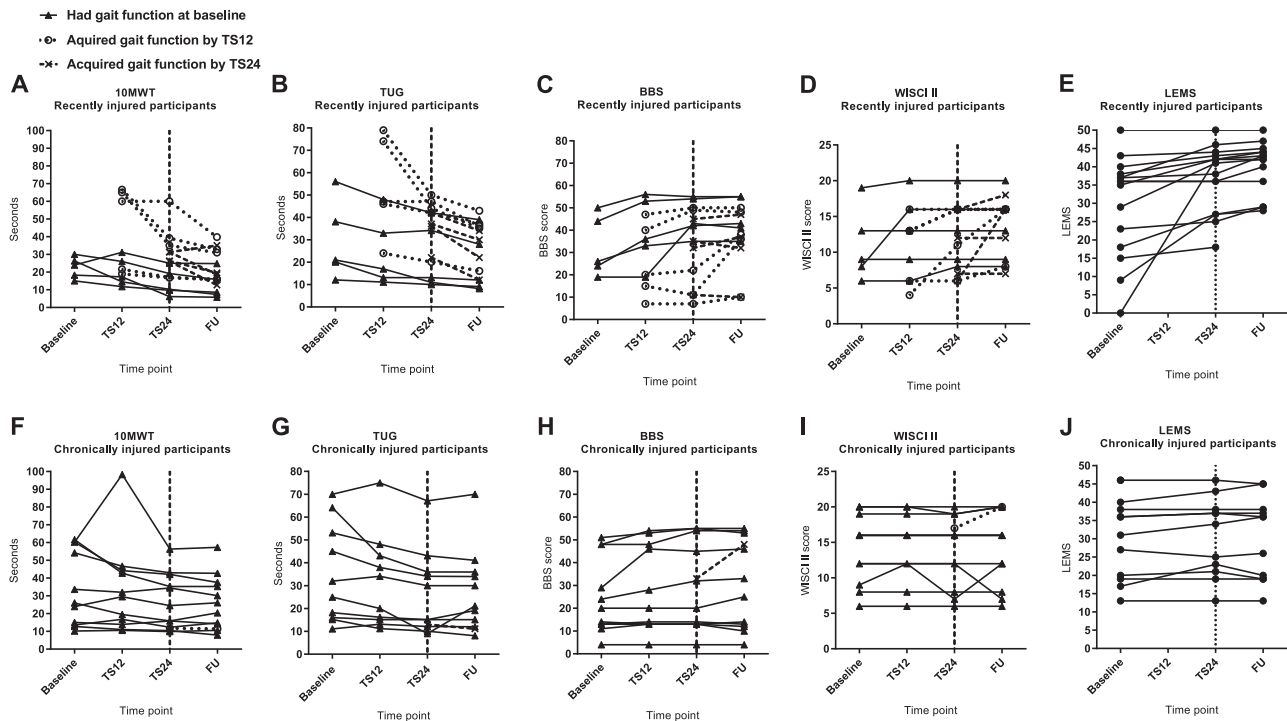 Had gait function at baseline
Aquired gait function by TS12
Acquired gait function by TS24
A
10MWT
Recently injured participants
Seconds
100
90
80
70
60
50
40
30
20
10
0
Baseline
TS12
TS24
FU
Time point
B
TUG
Recently injured participants
Seconds
80
70
60
50
40
30
20
10
0
Baseline
TS12
TS24
FU
Time point
C
BBS
Recently injured participants
BBS score
80
70
60
50
40
30
20
10
0
Baseline
TS12
TS24
FU
Time point
D
WISCI II
Recently injured participants
WISCI II score
25
20
15
10
5
0
Baseline
TS12
TS24
FU
Time point
E
LEMS
Recently injured participants
LEMS
50
45
40
35
30
25
20
15
10
5
0
Baseline
TS12
TS24
FU
Time point
F
10MWT
Chronically injured participants
Seconds
100
90
80
70
60
50
40
30
20
10
0
Baseline
TS12
TS24
FU
Time point
G
TUG
Chronically injured participants
Seconds
80
70
60
50
40
30
20
10
0
Baseline
TS12
TS24
FU
Time point
H
BBS
Chronically injured participants
BBS score
80
70
60
50
40
30
20
10
0
Baseline
TS12
TS24
FU
Time point
I
WISCI II
Chronically injured participants
WISCI II score
25
20
15
10
5
0
Baseline
TS12
TS24
FU
Time point
J
LEMS
Chronically injured participants
LEMS
50
45
40
35
30
25
20
15
10
5
0
Baseline
TS12
TS24
FU
Time point